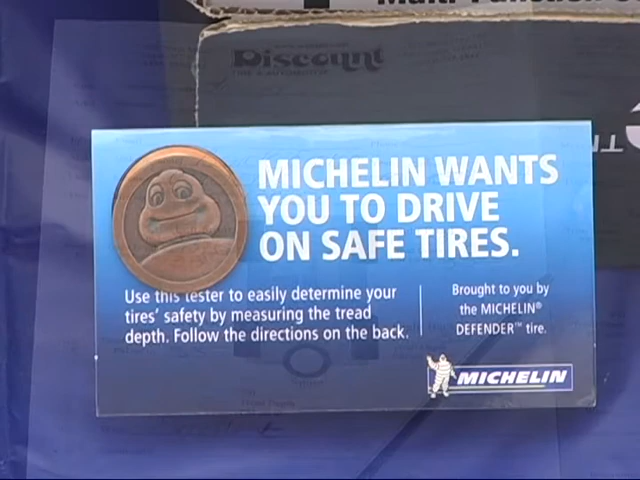 Discount
TIRE & AUTOMOTIVE
MICHELIN WANTS
YOU TO DRIVE
ON SAFE TIRES.
Use this tester to easily determine your
tires' safety by measuring the tread
depth. Follow the directions on the back.
Brought to you by
the MICHELIN®
DEFENDER™ tire.
MICHELIN